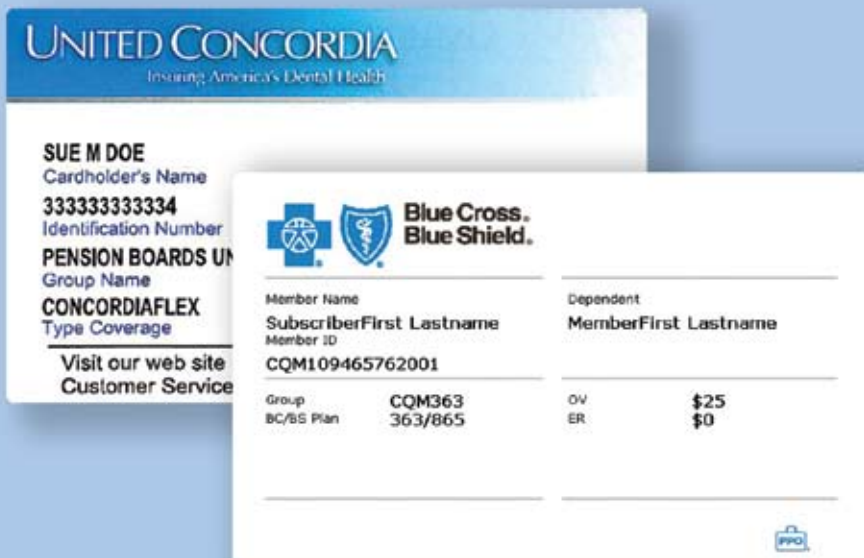 UNITED CONCORDIA
Insuring America's Dental Health
SUE M DOE
Cardholder's Name
333333333334
Identification Number
PENSION BOARDS UN
Group Name
CONCORDIAFLEX
Type Coverage
Visit our web site
Customer Service
Blue Cross®
Blue Shield®
Member Name
SubscriberFirst Lastname
Member ID
CQM109465762001
Dependent
MemberFirst Lastname
Group CQM363
BC/BS Plan 363/865
OV $25
ER $0
PPO